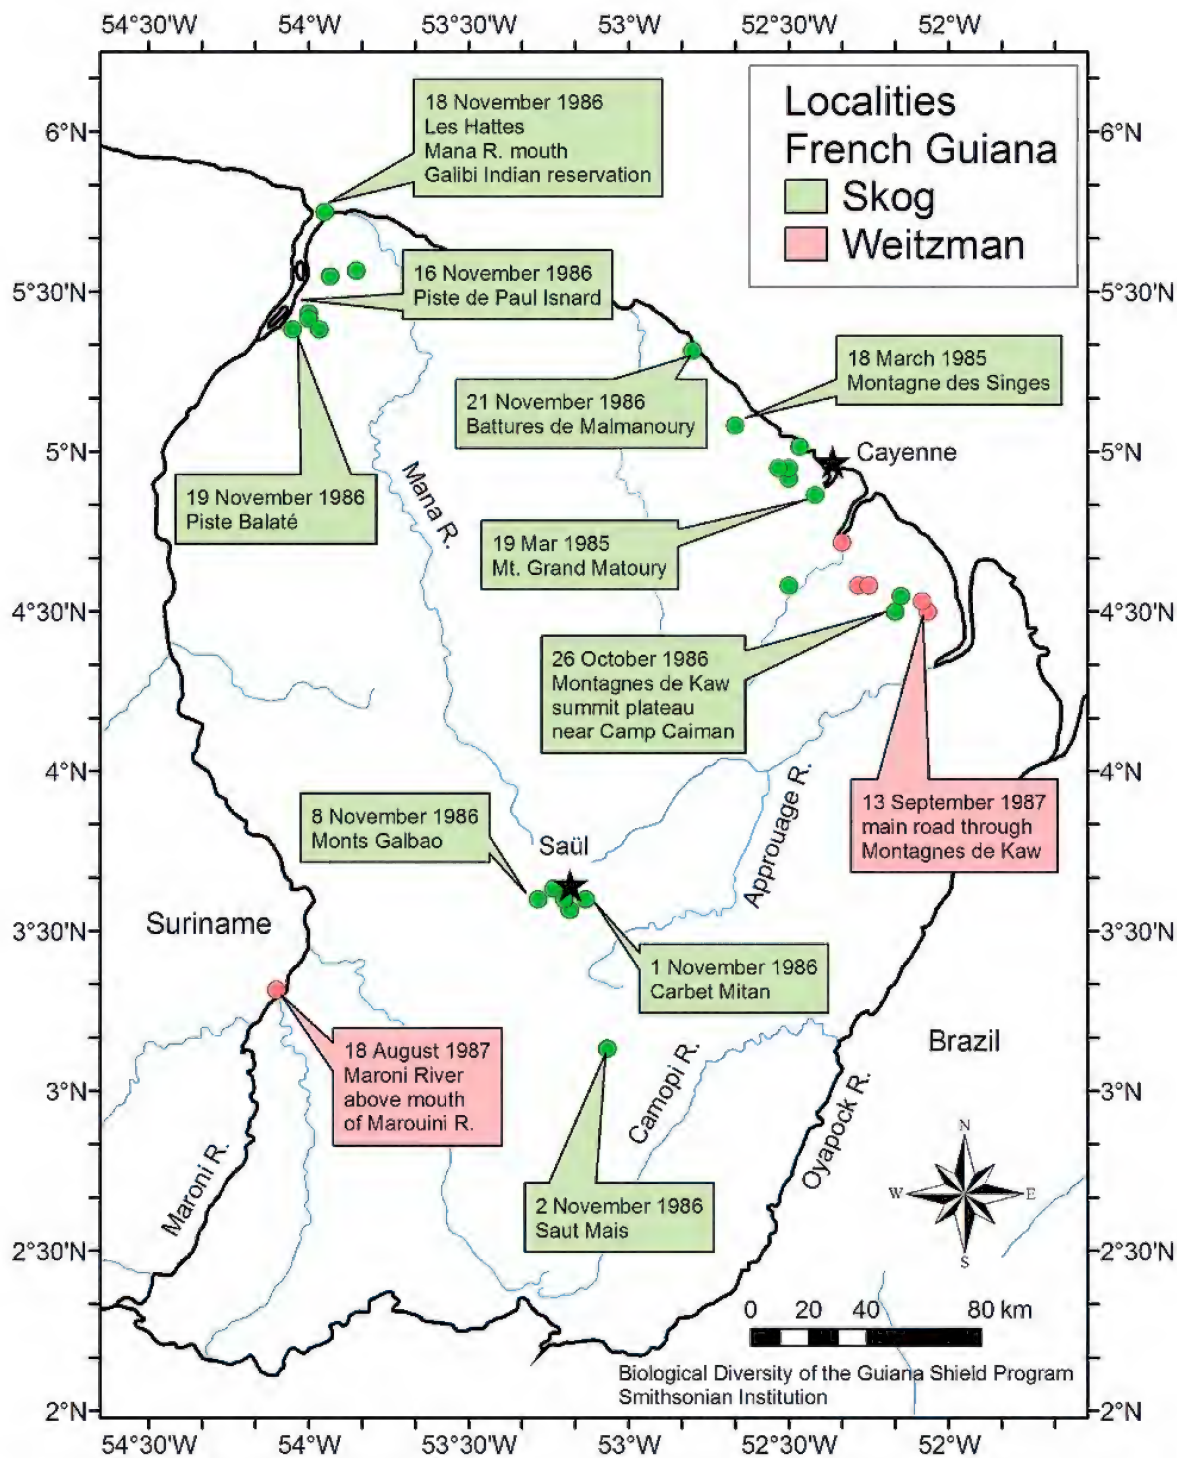 54°30'W 54°W 53°30'W 53°W 52°30'W 52°W
6°N
5°30'N
5°N
4°30'N
4°N
3°30'N
3°N
2°30'N
2°N
18 November 1986
Les Hattes
Mana R. mouth
Galibi Indian reservation
Localities
French Guiana
Skog
Weitzman
6°N
5°30'N
5°N
4°30'N
4°N
3°30'N
3°N
2°30'N
2°N
16 November 1986
Piste de Paul Isnard
18 March 1985
Montagne des Singes
21 November 1986
Battures de Malmanoury
Cayenne
19 November 1986
Piste Balaté
Mana R.
19 Mar 1985
Mt. Grand Matoury
26 October 1986
Montagnes de Kaw
summit plateau
near Camp Caiman
13 September 1987
main road through
Montagnes de Kaw
8 November 1986
Monts Galbao
Saül
Approuage R.
Suriname
1 November 1986
Carbet Mitan
18 August 1987
Maroni River
above mouth
of Marouini R.
Brazil
Camopi R.
Oyapock R.
Maroni R.
2 November 1986
Saut Mais
N
W E
S
0 20 40 80 km
Biological Diversity of the Guiana Shield Program
Smithsonian Institution
54°30'W 54°W 53°30'W 53°W 52°30'W 52°W